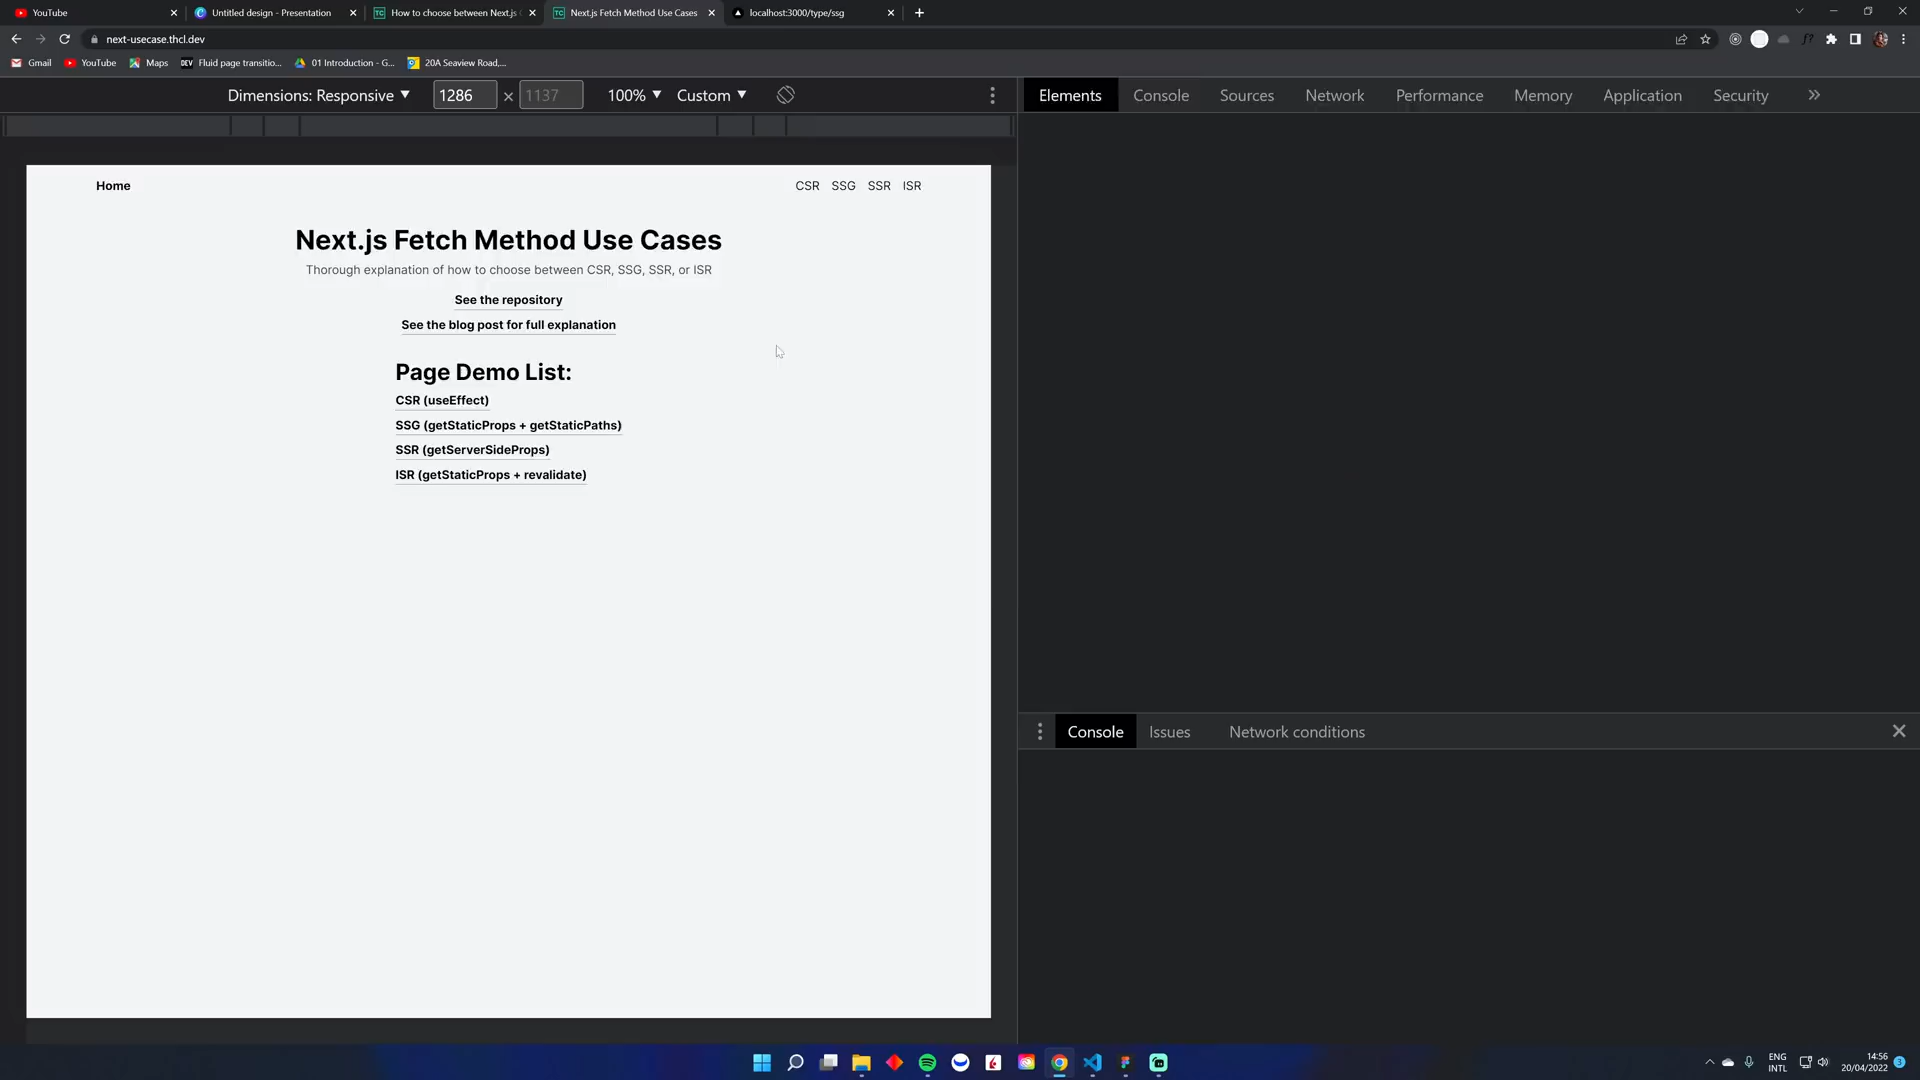 YouTube
Untitled design - Presentation
How to choose between Next.js
Next.js Fetch Method Use Cases
localhost:3000/type/ssg
next-usecase.thcl.dev
Gmail
YouTube
Maps
Fluid page transitio...
01 Introduction - G...
20A Seaview Road,...
Dimensions: Responsive
1286
×
1137
100%
Custom
Elements
Console
Sources
Network
Performance
Memory
Application
Security
Home
CSR
SSG
SSR
ISR
Next.js Fetch Method Use Cases
Thorough explanation of how to choose between CSR, SSG, SSR, or ISR
See the repository
See the blog post for full explanation
Page Demo List:
CSR (useEffect)
SSG (getStaticProps + getStaticPaths)
SSR (getServerSideProps)
ISR (getStaticProps + revalidate)
Console
Issues
Network conditions
ENG
INTL
14:56
20/04/2022
3